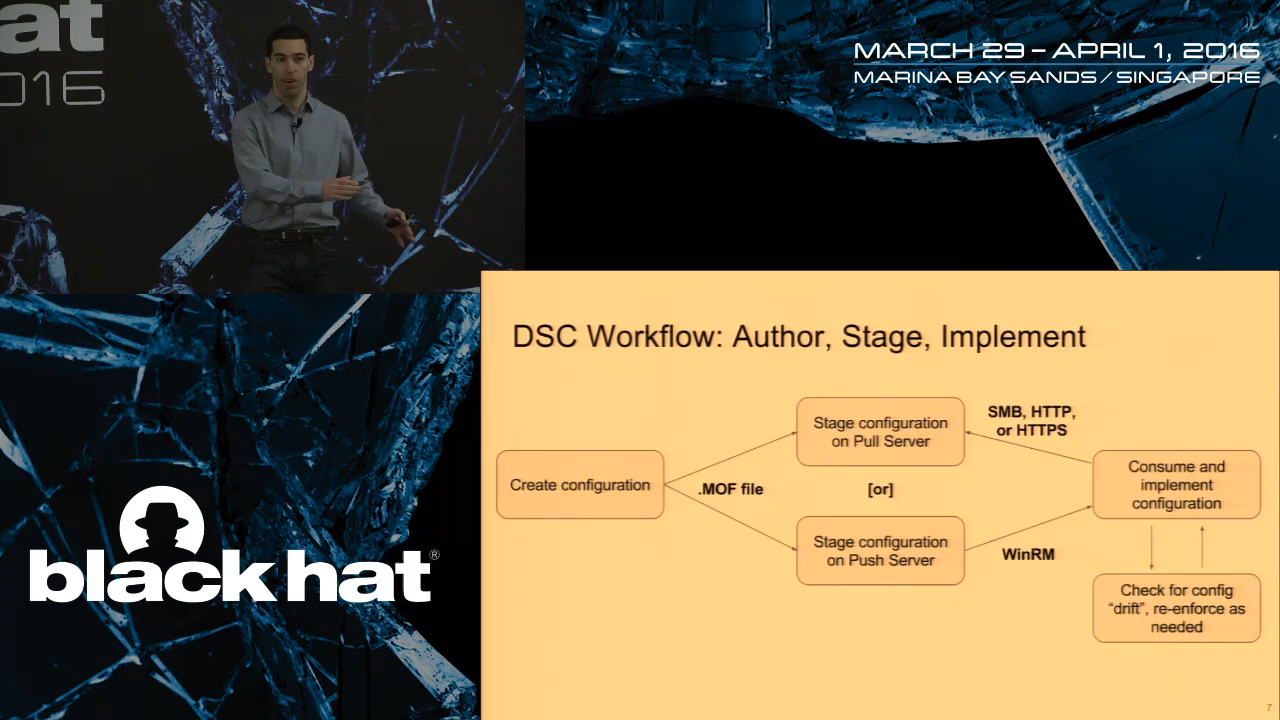 at
016
MARCH 29 – APRIL 1, 2016
MARINA BAY SANDS / SINGAPORE
DSC Workflow: Author, Stage, Implement
Create configuration
.MOF file
Stage configuration
on Pull Server
[or]
Stage configuration
on Push Server
SMB, HTTP,
or HTTPS
WinRM
Consume and
implement
configuration
Check for config
“drift”, re-enforce as
needed
7
black hat®